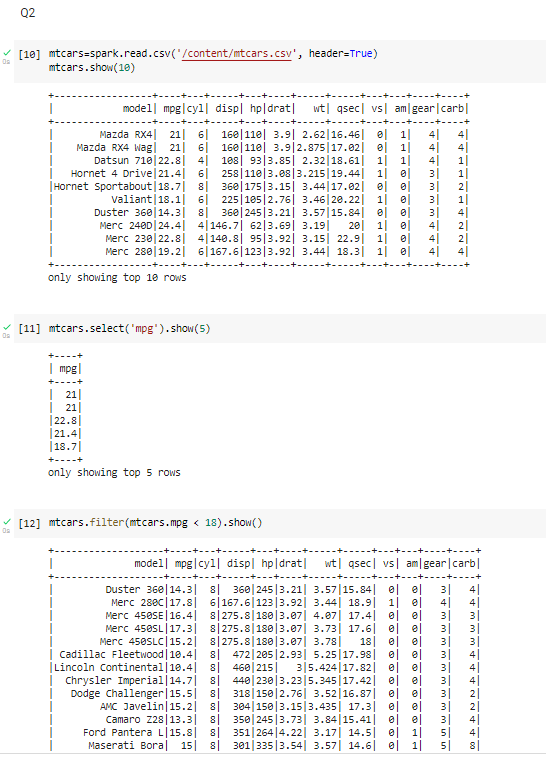 Q2
[10] mtcars=spark.read.csv('/content/mtcars.csv', header=True)
0s
mtcars.show(10)
+-----------------+----+---+-----+---+----+-----+-----+---+---+----+----+
| model| mpg|cyl| disp| hp|drat| wt| qsec| vs| am|gear|carb|
+-----------------+----+---+-----+---+----+-----+-----+---+---+----+----+
| Mazda RX4| 21| 6| 160|110| 3.9| 2.62|16.46| 0| 1| 4| 4|
| Mazda RX4 Wag| 21| 6| 160|110| 3.9|2.875|17.02| 0| 1| 4| 4|
| Datsun 710|22.8| 4| 108| 93|3.85| 2.32|18.61| 1| 1| 4| 1|
| Hornet 4 Drive|21.4| 6| 258|110|3.08|3.215|19.44| 1| 0| 3| 1|
|Hornet Sportabout|18.7| 8| 360|175|3.15| 3.44|17.02| 0| 0| 3| 2|
| Valiant|18.1| 6| 225|105|2.76| 3.46|20.22| 1| 0| 3| 1|
| Duster 360|14.3| 8| 360|245|3.21| 3.57|15.84| 0| 0| 3| 4|
| Merc 240D|24.4| 4|146.7| 62|3.69| 3.19| 20| 1| 0| 4| 2|
| Merc 230|22.8| 4|140.8| 95|3.92| 3.15| 22.9| 1| 0| 4| 2|
| Merc 280|19.2| 6|167.6|123|3.92| 3.44| 18.3| 1| 0| 4| 4|
+-----------------+----+---+-----+---+----+-----+-----+---+---+----+----+
only showing top 10 rows
[11] mtcars.select('mpg').show(5)
0s
+----+
| mpg|
+----+
| 21|
| 21|
|22.8|
|21.4|
|18.7|
+----+
only showing top 5 rows
[12] mtcars.filter(mtcars.mpg < 18).show()
0s
+-------------------+----+---+-----+---+----+-----+-----+---+---+----+----+
| model| mpg|cyl| disp| hp|drat| wt| qsec| vs| am|gear|carb|
+-------------------+----+---+-----+---+----+-----+-----+---+---+----+----+
| Duster 360|14.3| 8| 360|245|3.21| 3.57|15.84| 0| 0| 3| 4|
| Merc 280C|17.8| 6|167.6|123|3.92| 3.44| 18.9| 1| 0| 4| 4|
| Merc 450SE|16.4| 8|275.8|180|3.07| 4.07| 17.4| 0| 0| 3| 3|
| Merc 450SL|17.3| 8|275.8|180|3.07| 3.73| 17.6| 0| 0| 3| 3|
| Merc 450SLC|15.2| 8|275.8|180|3.07| 3.78| 18| 0| 0| 3| 3|
| Cadillac Fleetwood|10.4| 8| 472|205|2.93| 5.25|17.98| 0| 0| 3| 4|
|Lincoln Continental|10.4| 8| 460|215| 3|5.424|17.82| 0| 0| 3| 4|
| Chrysler Imperial|14.7| 8| 440|230|3.23|5.345|17.42| 0| 0| 3| 4|
| Dodge Challenger|15.5| 8| 318|150|2.76| 3.52|16.87| 0| 0| 3| 2|
| AMC Javelin|15.2| 8| 304|150|3.15|3.435| 17.3| 0| 0| 3| 2|
| Camaro Z28|13.3| 8| 350|245|3.73| 3.84|15.41| 0| 0| 3| 4|
| Ford Pantera L|15.8| 8| 351|264|4.22| 3.17| 14.5| 0| 1| 5| 4|
| Maserati Bora| 15| 8| 301|335|3.54| 3.57| 14.6| 0| 1| 5| 8|